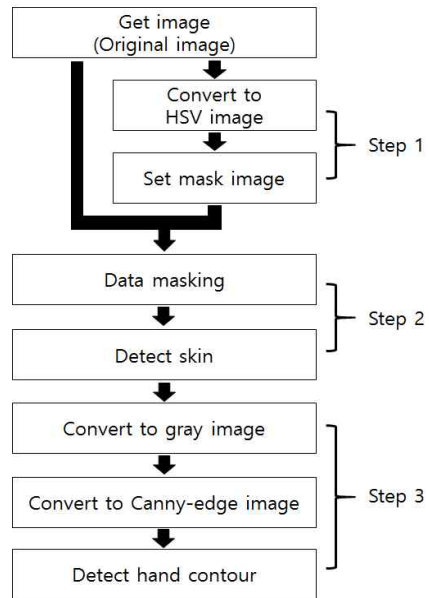 Get image
(Original image)
Convert to
HSV image
Step 1
Set mask image
Data masking
Step 2
Detect skin
Convert to gray image
Convert to Canny-edge image
Step 3
Detect hand contour